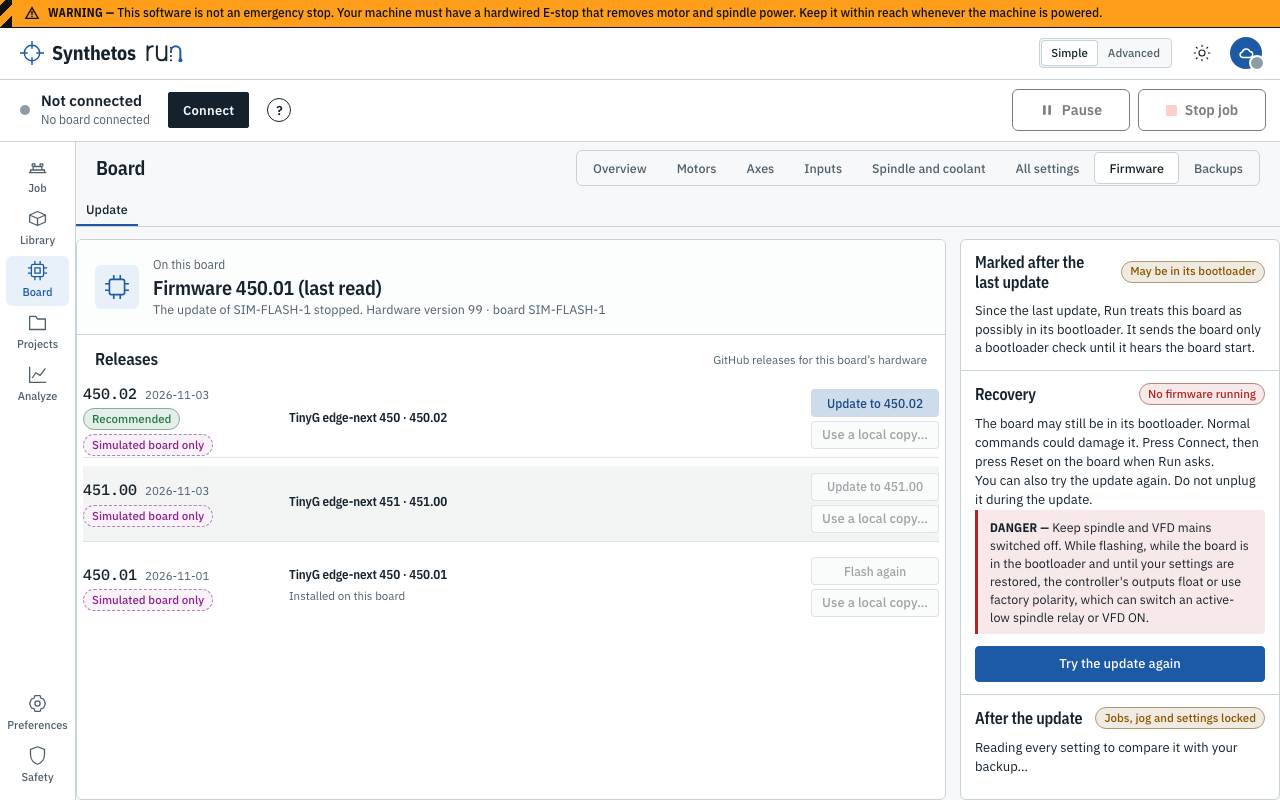 WARNING — This software is not an emergency stop. Your machine must have a hardwired E-stop that removes motor and spindle power. Keep it within reach whenever the machine is powered.
Synthetos run
Simple
Advanced
Not connected
No board connected
Connect
?
Pause
Stop job
Job
Library
Board
Projects
Analyze
Preferences
Safety
Board
Overview
Motors
Axes
Inputs
Spindle and coolant
All settings
Firmware
Backups
Update
On this board
Firmware 450.01 (last read)
The update of SIM-FLASH-1 stopped. Hardware version 99 · board SIM-FLASH-1
Releases
GitHub releases for this board's hardware
450.02 2026-11-03
Recommended
Simulated board only
TinyG edge-next 450 · 450.02
Update to 450.02
Use a local copy...
451.00 2026-11-03
Simulated board only
TinyG edge-next 451 · 451.00
Update to 451.00
Use a local copy...
450.01 2026-11-01
Simulated board only
TinyG edge-next 450 · 450.01
Installed on this board
Flash again
Use a local copy...
Marked after the
last update
May be in its bootloader
Since the last update, Run treats this board as
possibly in its bootloader. It sends the board only
a bootloader check until it hears the board start.
Recovery
No firmware running
The board may still be in its bootloader. Normal
commands could damage it. Press Connect, then
press Reset on the board when Run asks.
You can also try the update again. Do not unplug
it during the update.
DANGER — Keep spindle and VFD mains
switched off. While flashing, while the board is
in the bootloader and until your settings are
restored, the controller's outputs float or use
factory polarity, which can switch an active-
low spindle relay or VFD ON.
Try the update again
After the update
Jobs, jog and settings locked
Reading every setting to compare it with your
backup...